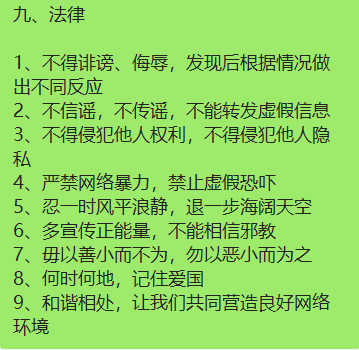 九、法律
1、不得诽谤、侮辱，发现后根据情况做
出不同反应
2、不信谣，不传谣，不能转发虚假信息
3、不得侵犯他人权利，不得侵犯他人隐
私
4、严禁网络暴力，禁止虚假恐吓
5、忍一时风平浪静，退一步海阔天空
6、多宣传正能量，不能相信邪教
7、毋以善小而不为，勿以恶小而为之
8、何时何地，记住爱国
9、和谐相处，让我们共同营造良好网络
环境